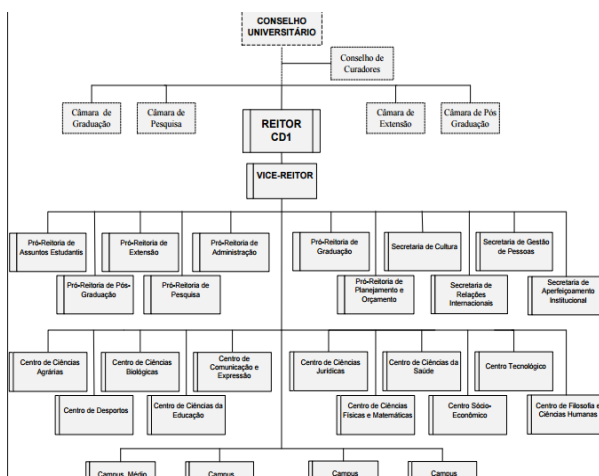 CONSELHO
UNIVERSITÁRIO
Conselho de
Curadores
Câmara de
Graduação
Câmara de
Pesquisa
Câmara de
Extensão
Câmara de Pós
Graduação
REITOR
CD1
VICE-REITOR
Pró-Reitoria de
Assuntos Estudantis
Pró-Reitoria de
Extensão
Pró-Reitoria de
Administração
Pró-Reitoria de
Graduação
Secretaria de Cultura
Secretaria de Gestão
de Pessoas
Pró-Reitoria de Pós-
Graduação
Pró-Reitoria de
Pesquisa
Pró-Reitoria de
Planejamento e
Orçamento
Secretaria de
Relações
Internacionais
Secretaria de
Aperfeiçoamento
Institucional
Centro de Ciências
Agrárias
Centro de Ciências
Biológicas
Centro de
Comunicação e
Expressão
Centro de Ciências
Jurídicas
Centro de Ciências da
Saúde
Centro Tecnológico
Centro de Desportos
Centro de Ciências da
Educação
Centro de Ciências
Físicas e Matemáticas
Centro Sócio-
Econômico
Centro de Filosofia e
Ciências Humanas
Campus Médio
Campus
Campus
Campus